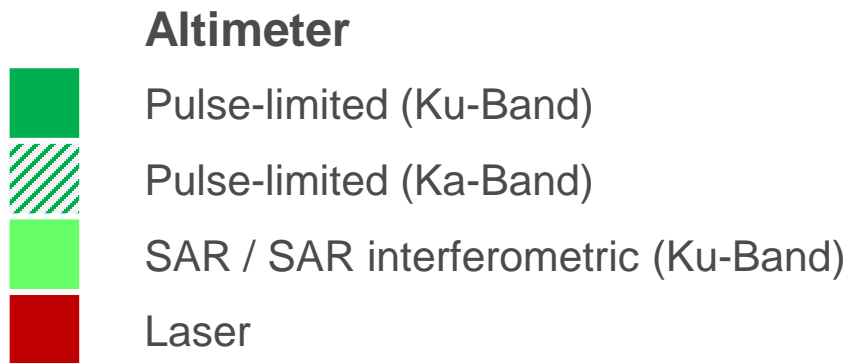 Altimeter
Pulse-limited (Ku-Band)
Pulse-limited (Ka-Band)
SAR / SAR interferometric (Ku-Band)
Laser